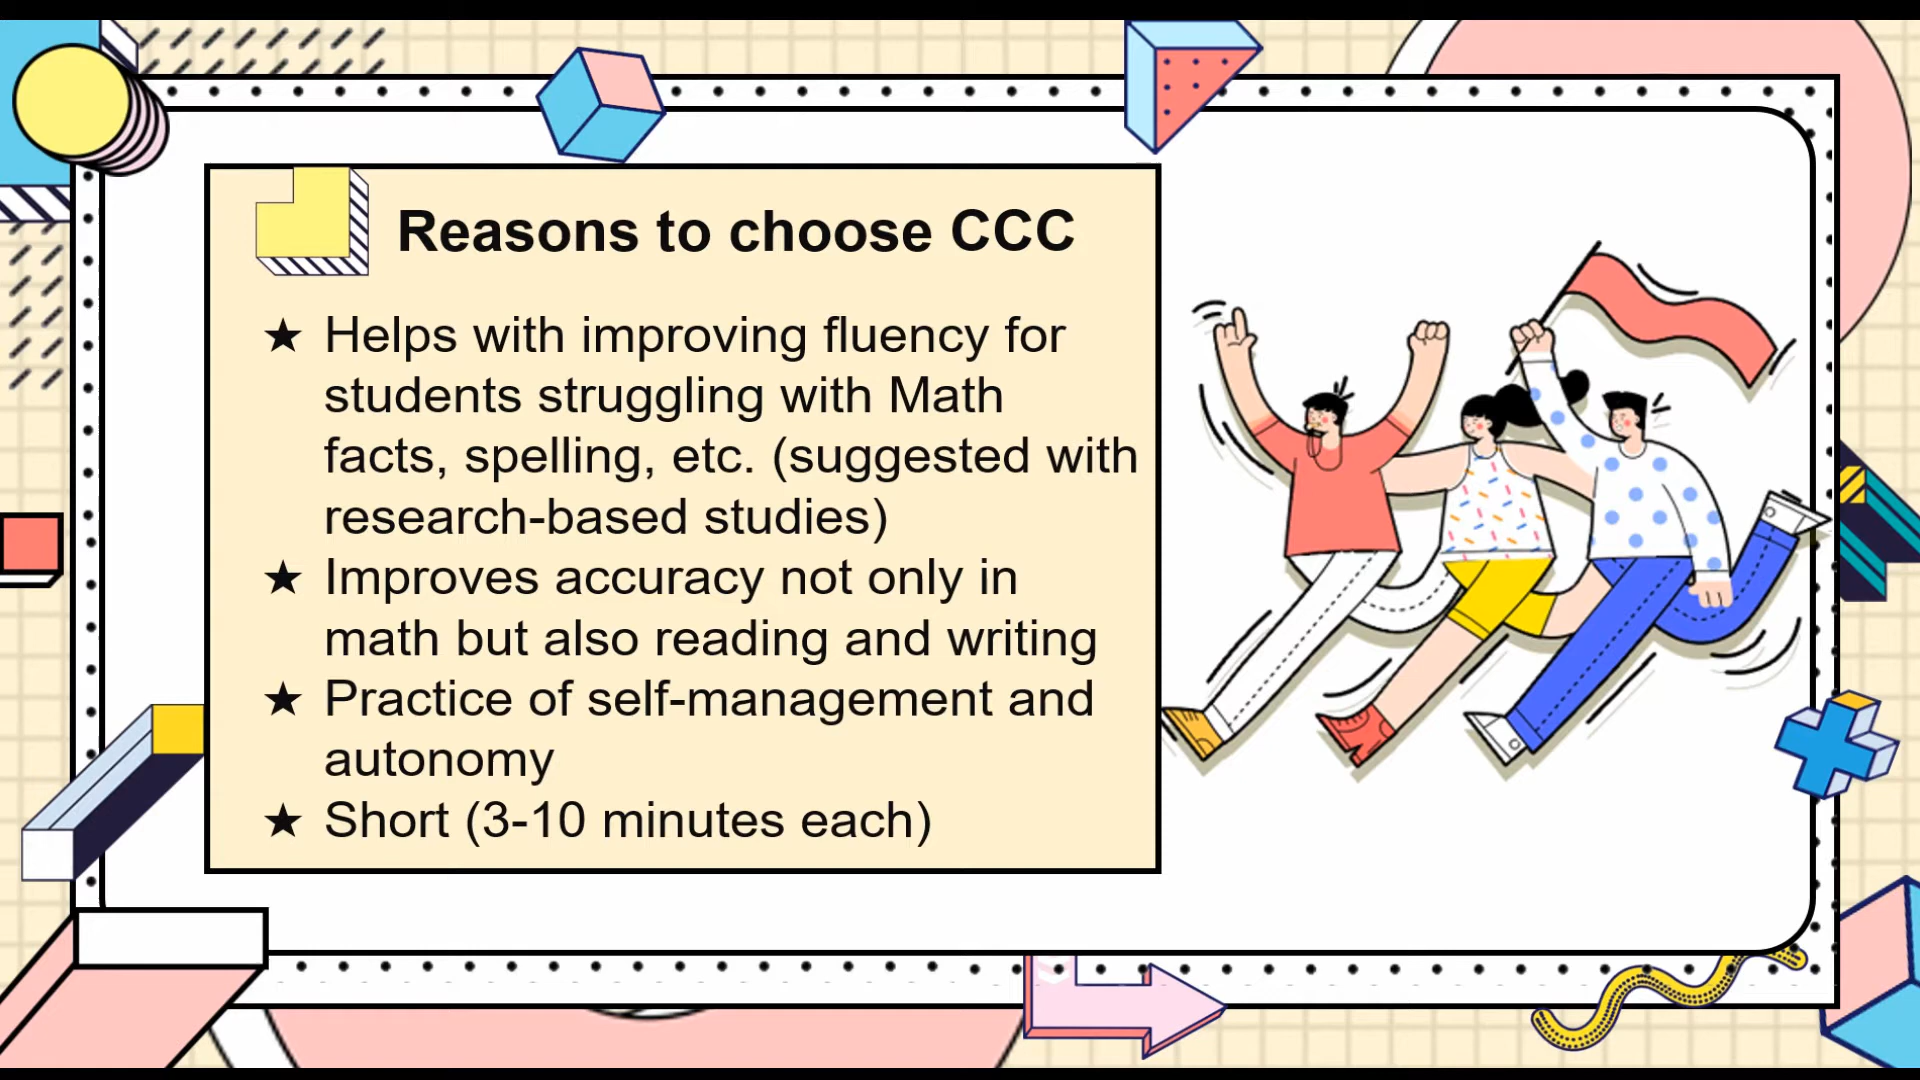 Reasons to choose CCC
★ Helps with improving fluency for
students struggling with Math
facts, spelling, etc. (suggested with
research-based studies)
★ Improves accuracy not only in
math but also reading and writing
★ Practice of self-management and
autonomy
★ Short (3-10 minutes each)